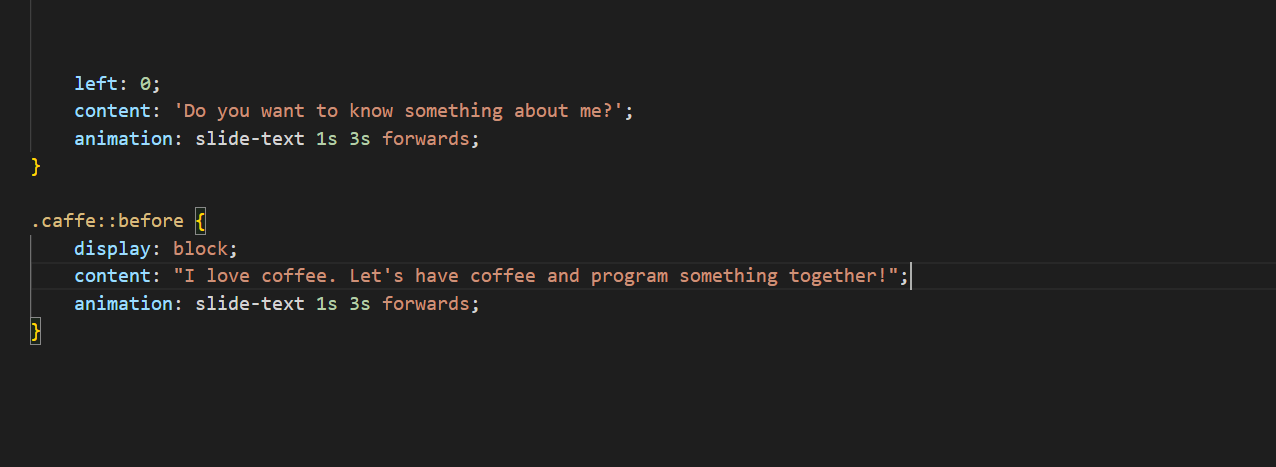 left: 0;
content: 'Do you want to know something about me?';
animation: slide-text 1s 3s forwards;
}
.caffe::before {
display: block;
content: "I love coffee. Let's have coffee and program something together!";
animation: slide-text 1s 3s forwards;
}